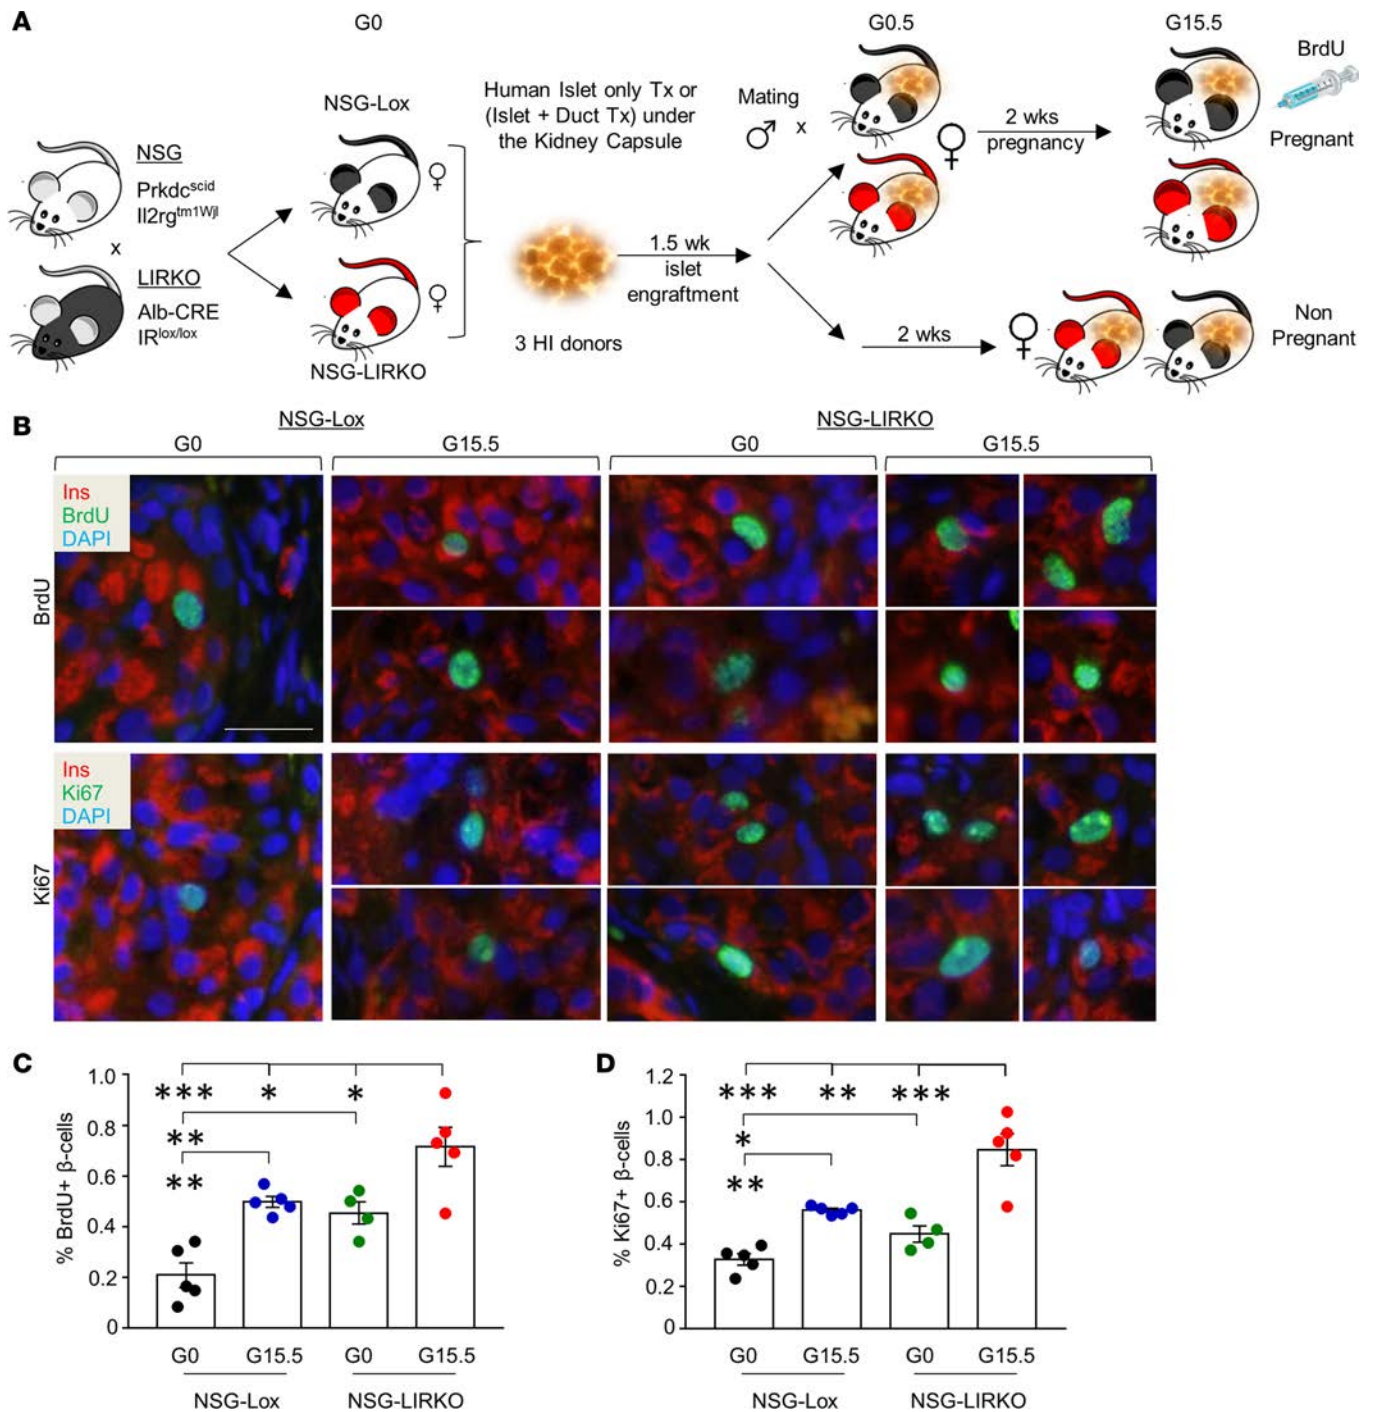 A
G0
G0.5
G15.5
BrdU
Pregnant
NSG
Prkdcscid
Il2rgtm1Wjl
x
LIRKO
Alb-CRE
IRlox/lox
NSG-Lox
♀
♀
NSG-LIRKO
Human Islet only Tx or
(Islet + Duct Tx) under
the Kidney Capsule
3 HI donors
1.5 wk
islet
engraftment
Mating
♂ x
♀
2 wks
pregnancy
2 wks
♀
Non
Pregnant
B
NSG-Lox
NSG-LIRKO
G0
G15.5
G0
G15.5
Ins
BrdU
DAPI
BrdU
Ins
Ki67
DAPI
Ki67
C
% BrdU+ β-cells
1.0
0.8
0.6
0.4
0.2
0
*** * *
**
**
G0 G15.5 G0 G15.5
NSG-Lox NSG-LIRKO
D
% Ki67+ β-cells
1.2
1.0
0.8
0.6
0.4
0.2
0
*** ** ***
*
**
G0 G15.5 G0 G15.5
NSG-Lox NSG-LIRKO